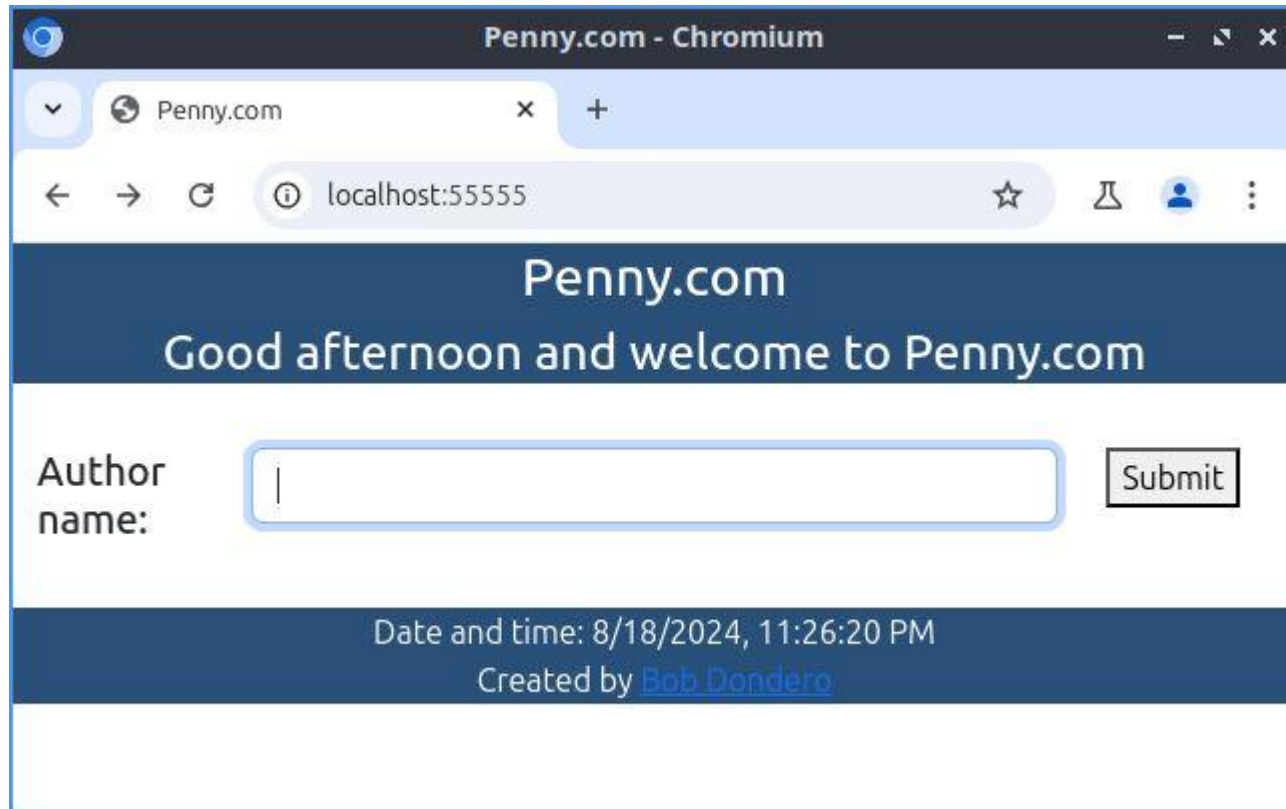 Penny.com - Chromium
Penny.com
localhost:55555
Penny.com
Good afternoon and welcome to Penny.com
Author
name:
Submit
Date and time: 8/18/2024, 11:26:20 PM
Created by Bob Dondero